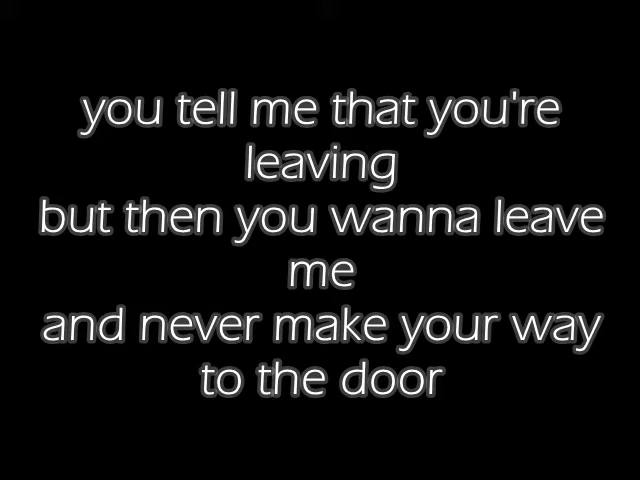 you tell me that you're
leaving
but then you wanna leave
me
and never make your way
to the door